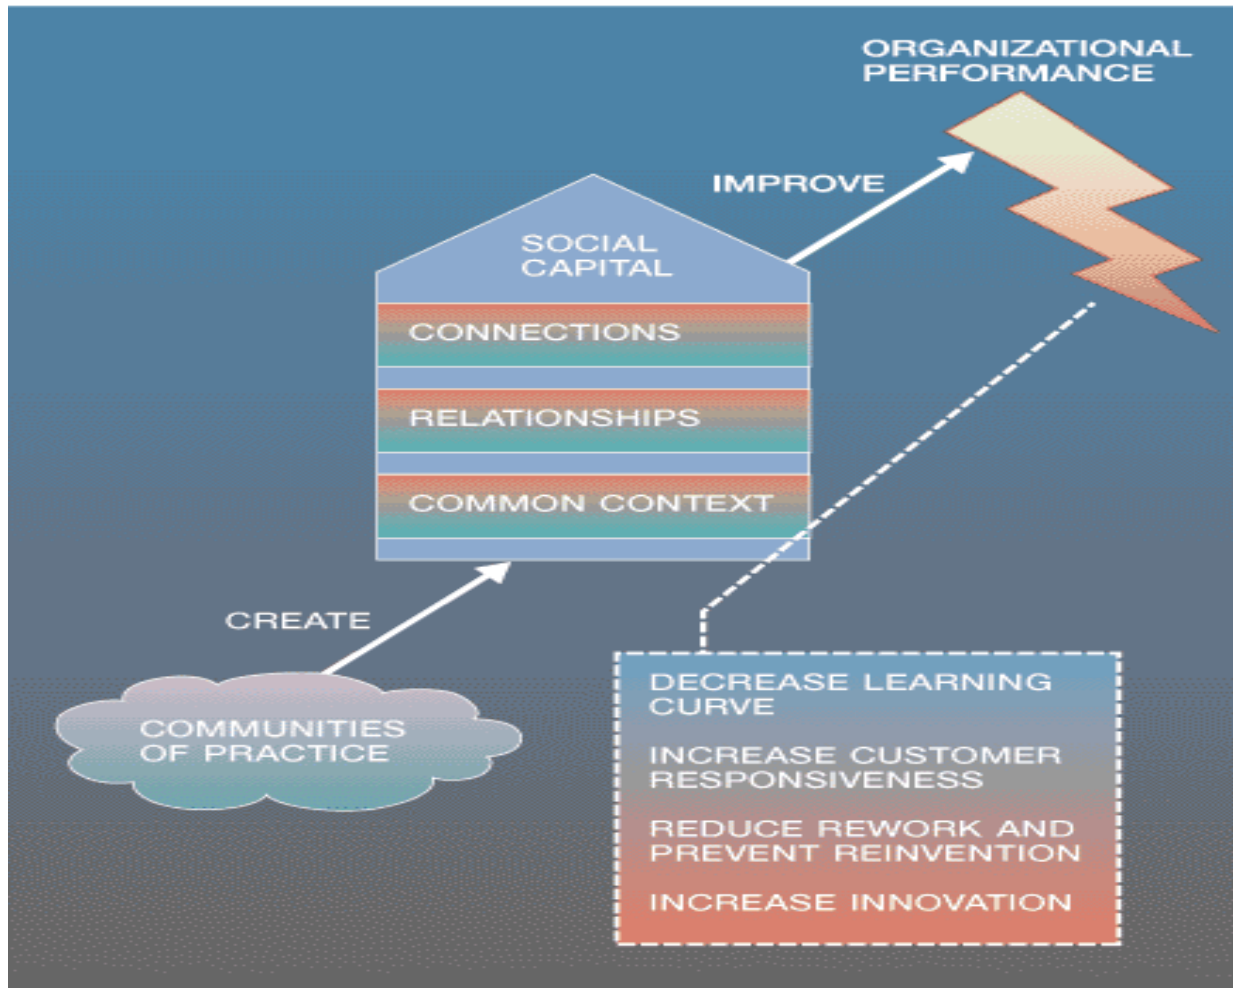 ORGANIZATIONAL
PERFORMANCE
IMPROVE
SOCIAL
CAPITAL
CONNECTIONS
RELATIONSHIPS
COMMON CONTEXT
CREATE
COMMUNITIES
OF PRACTICE
DECREASE LEARNING
CURVE
INCREASE CUSTOMER
RESPONSIVENESS
REDUCE REWORK AND
PREVENT REINVENTION
INCREASE INNOVATION